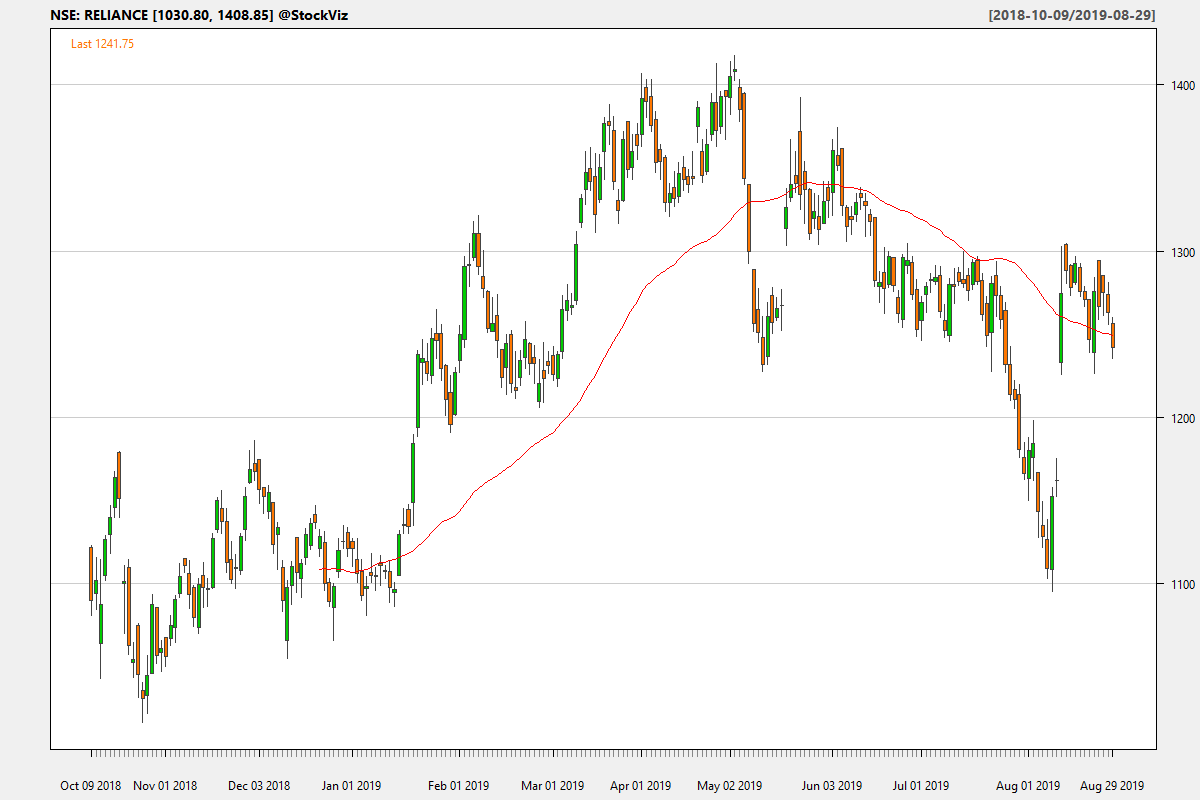 NSE: RELIANCE [1030.80, 1408.85] @StockViz
[2018-10-09/2019-08-29]
Last 1241.75
1400
1300
1200
1100
Oct 09 2018 Nov 01 2018 Dec 03 2018 Jan 01 2019 Feb 01 2019 Mar 01 2019 Apr 01 2019 May 02 2019 Jun 03 2019 Jul 01 2019 Aug 01 2019 Aug 29 2019